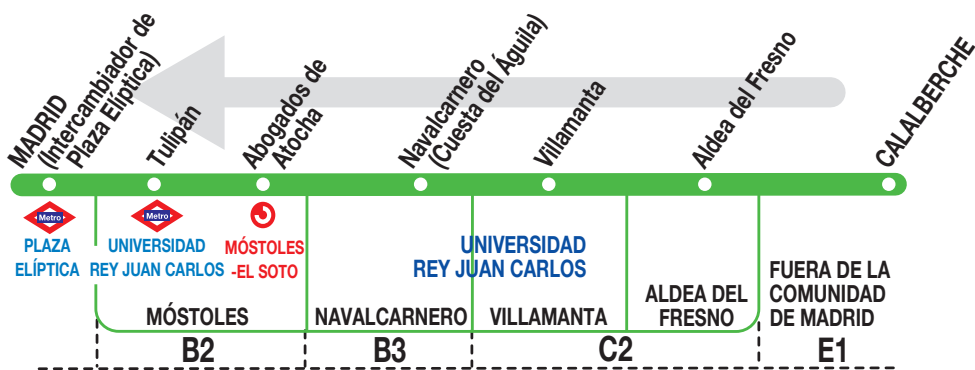 MADRID
(Intercambiador de
Plaza Elíptica)
Tulipán
Abogados de
Atocha
Navalcarnero
(Cuesta del Águila)
Villamanta
Aldea del Fresno
CALALBERCHE
Metro
PLAZA
ELÍPTICA
Metro
UNIVERSIDAD
REY JUAN CARLOS
MÓSTOLES
-EL SOTO
UNIVERSIDAD
REY JUAN CARLOS
MÓSTOLES
NAVALCARNERO
VILLAMANTA
ALDEA DEL
FRESNO
FUERA DE LA
COMUNIDAD
DE MADRID
B2
B3
C2
E1